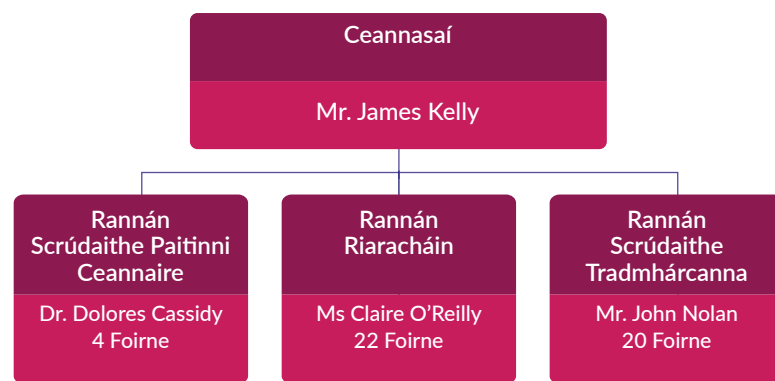 Ceannasaí
Mr. James Kelly
Rannán
Scrúdaithe Paitinni
Ceannaire
Dr. Dolores Cassidy
4 Foirne
Rannán
Riaracháin
Ms Claire O’Reilly
22 Foirne
Rannán
Scrúdaithe
Tradmhárcanna
Mr. John Nolan
20 Foirne